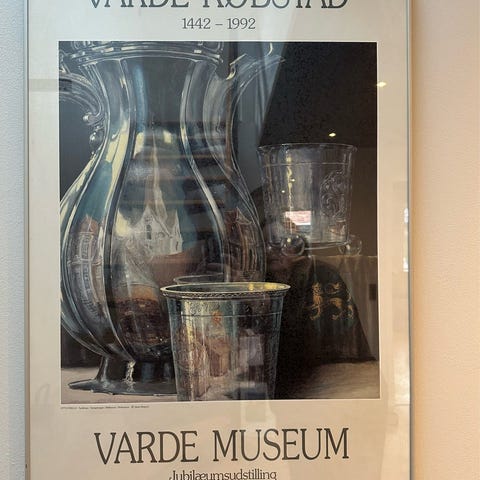 VARDE KØBSTAD
1442 – 1992
VARDE MUSEUM
Jubilæumsudstilling